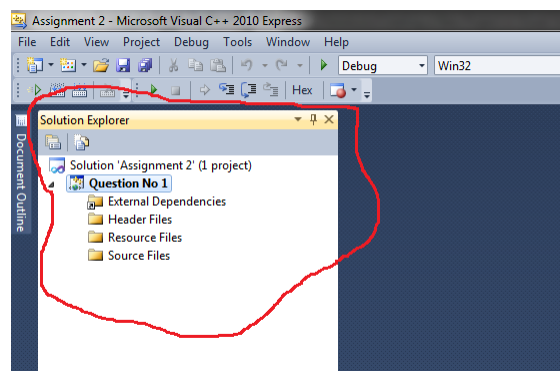 Assignment 2 - Microsoft Visual C++ 2010 Express
File Edit View Project Debug Tools Window Help
Debug Win32
Hex
Document Outline
Solution Explorer
Solution 'Assignment 2' (1 project)
Question No 1
External Dependencies
Header Files
Resource Files
Source Files